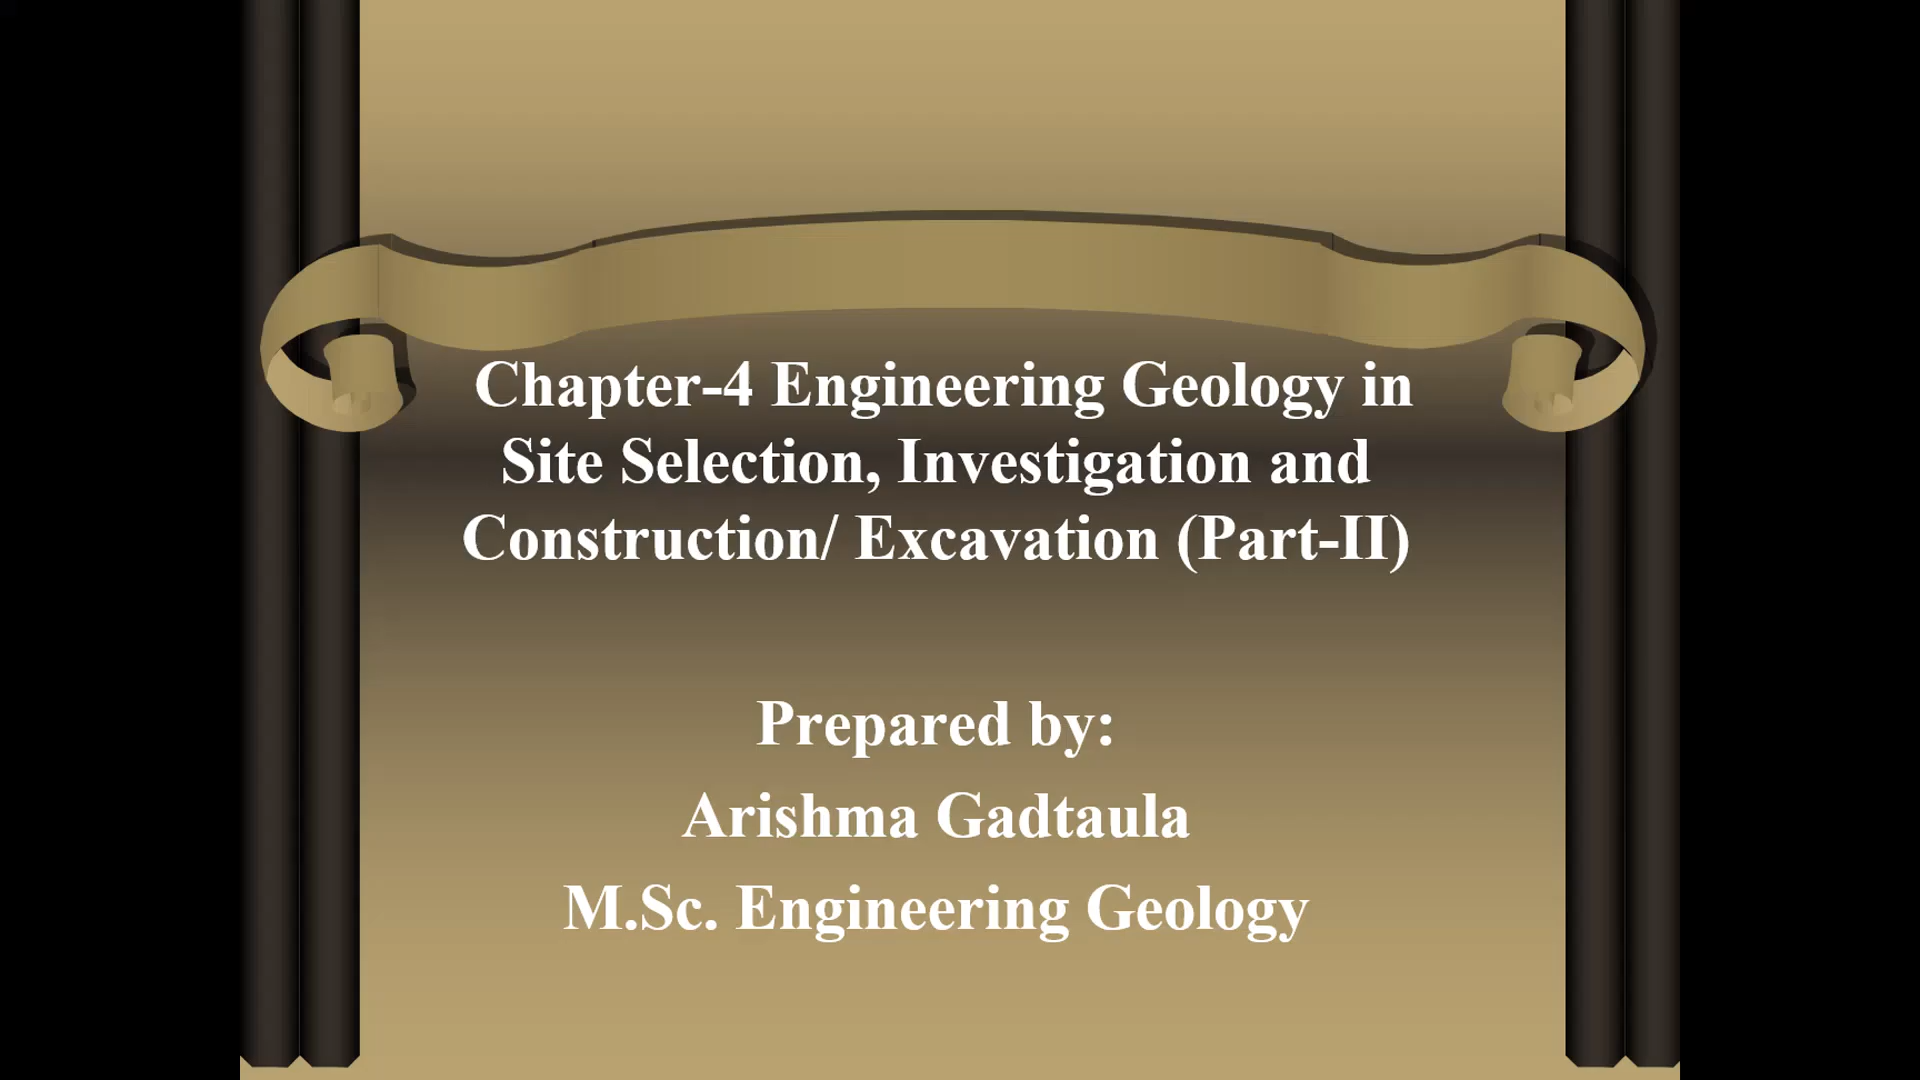 Chapter-4 Engineering Geology in
Site Selection, Investigation and
Construction/ Excavation (Part-II)
Prepared by:
Arishma Gadtaula
M.Sc. Engineering Geology